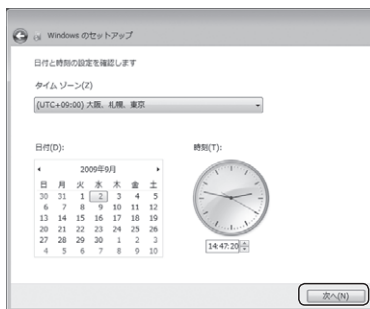 Windows のセットアップ
日付と時刻の設定を確認します
タイム ゾーン(Z)
(UTC+09:00) 大阪、札幌、東京
日付(D):
時刻(T):
2009年9月
日 月 火 水 木 金 土
30 31 1 2 3 4 5
6 7 8 9 10 11 12
13 14 15 16 17 18 19
20 21 22 23 24 25 26
27 28 29 30 1 2 3
4 5 6 7 8 9 10
14:47:20
次へ(N)